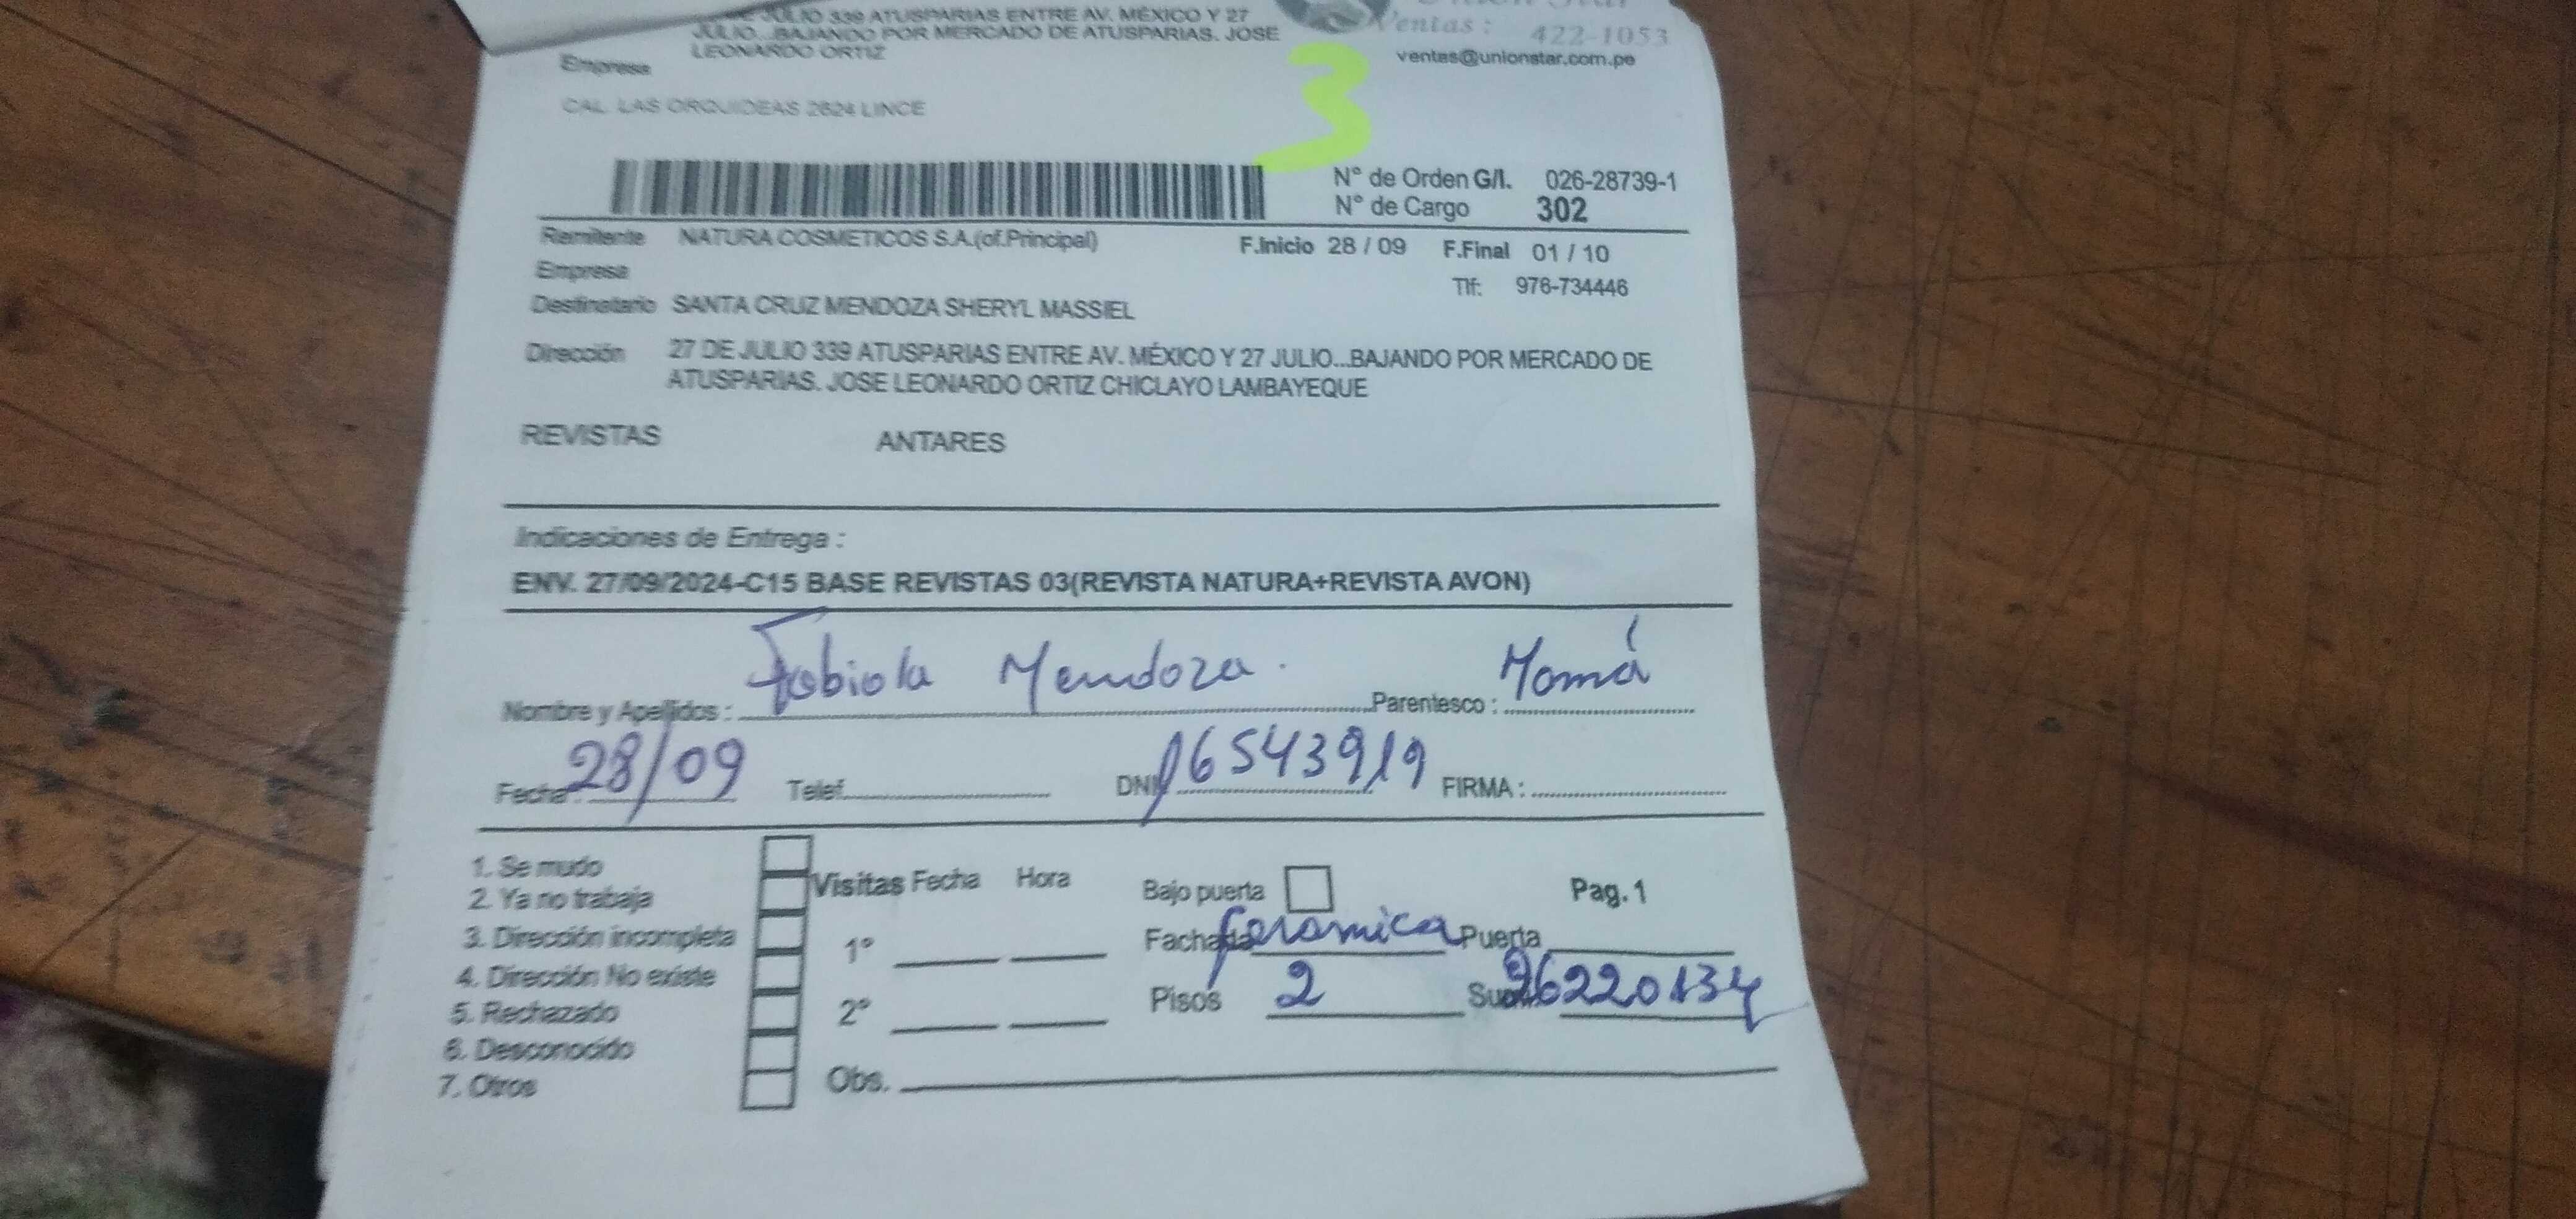 JULIO 339 ATUSPARIAS ENTRE AV. MÉXICO Y 27
JULIO...BAJANDO POR MERCADO DE ATUSPARIAS. JOSE
LEONARDO ORTIZ
Empresa
CAL. LAS ORQUIDEAS 2624 LINCE
Ventas: 422-1053
ventas@unionstar.com.pe
3
N° de Orden G/I. 026-28739-1
N° de Cargo 302
Remitente NATURA COSMETICOS S.A.(of.Principal) F.Inicio 28 / 09 F.Final 01 / 10
Empresa Tlf: 976-734446
Destinatario SANTA CRUZ MENDOZA SHERYL MASSIEL
Dirección 27 DE JULIO 339 ATUSPARIAS ENTRE AV. MÉXICO Y 27 JULIO...BAJANDO POR MERCADO DE
ATUSPARIAS. JOSE LEONARDO ORTIZ CHICLAYO LAMBAYEQUE
REVISTAS ANTARES
Indicaciones de Entrega :
ENV. 27/09/2024-C15 BASE REVISTAS 03(REVISTA NATURA+REVISTA AVON)
Nombre y Apellidos : Fabiola Mendoza. Parentesco : Mamá
Fecha : 28/09 Telef. DNI 16543919 FIRMA :
1. Se mudo
2. Ya no trabaja
3. Dirección incompleta
4. Dirección No existe
5. Rechazado
6. Desconocido
7. Otros
Visitas Fecha Hora
1°
2°
Obs.
Bajo puerta Pag. 1
Fachada Ceramica Puerta
Pisos 2